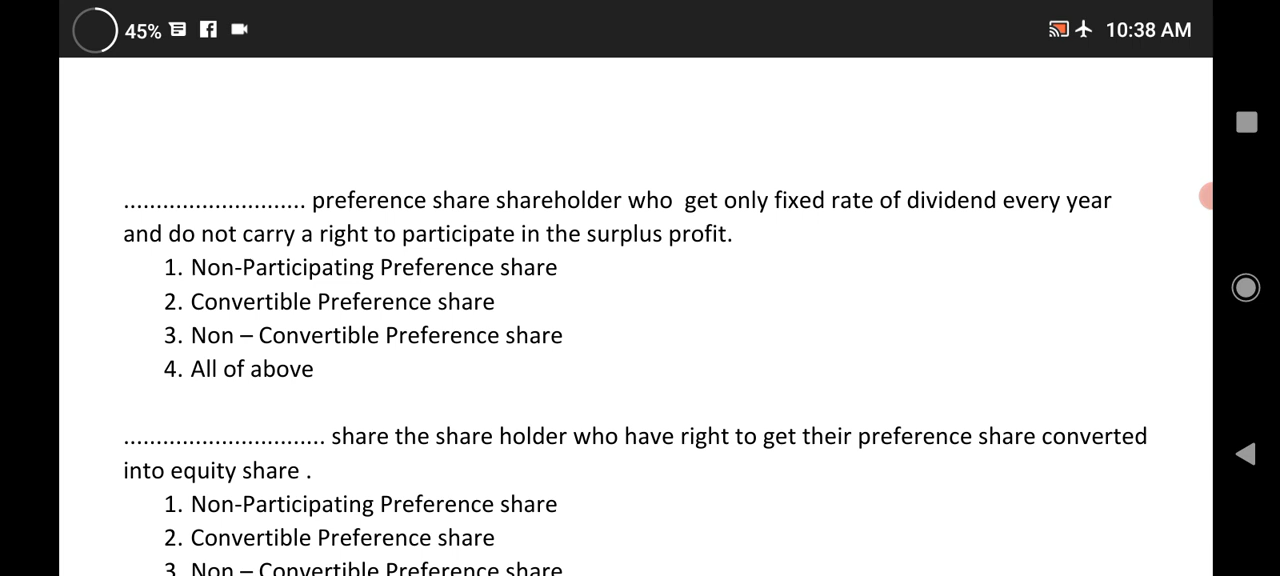 45% 10:38 AM
............................ preference share shareholder who  get only fixed rate of dividend every year
and do not carry a right to participate in the surplus profit.
1. Non-Participating Preference share
2. Convertible Preference share
3. Non – Convertible Preference share
4. All of above
............................... share the share holder who have right to get their preference share converted
into equity share .
1. Non-Participating Preference share
2. Convertible Preference share
3. Non – Convertible Preference share